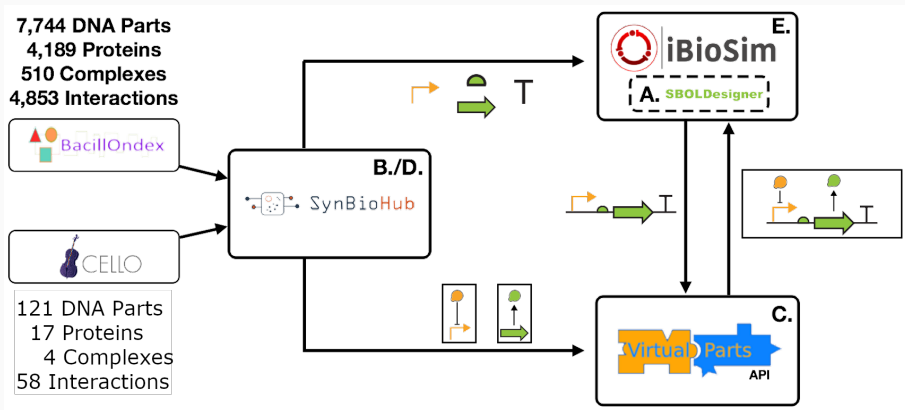 7,744 DNA Parts
4,189 Proteins
510 Complexes
4,853 Interactions
BacillOndex
CELLO
121 DNA Parts
17 Proteins
4 Complexes
58 Interactions
B./D.
SynBioHub
E.
iBioSim
A. SBOLDesigner
C.
Virtual Parts
API